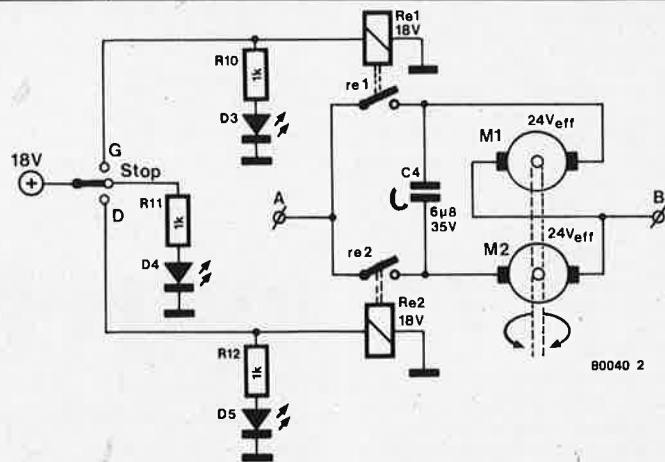 Re1
18V
R10
1k
re1
D3
M1
24Veff
G
18V
Stop
C4
A
B
D
R11
1k
6µ8
35V
24Veff
re2
M2
D4
Re2
18V
R12
1k
80040 2
D5